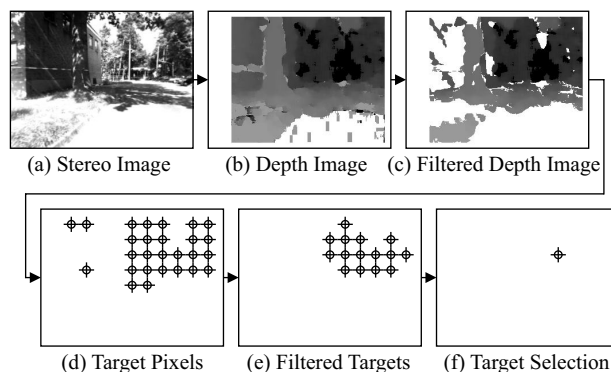 (a) Stereo Image
(b) Depth Image
(c) Filtered Depth Image
(d) Target Pixels
(e) Filtered Targets
(f) Target Selection